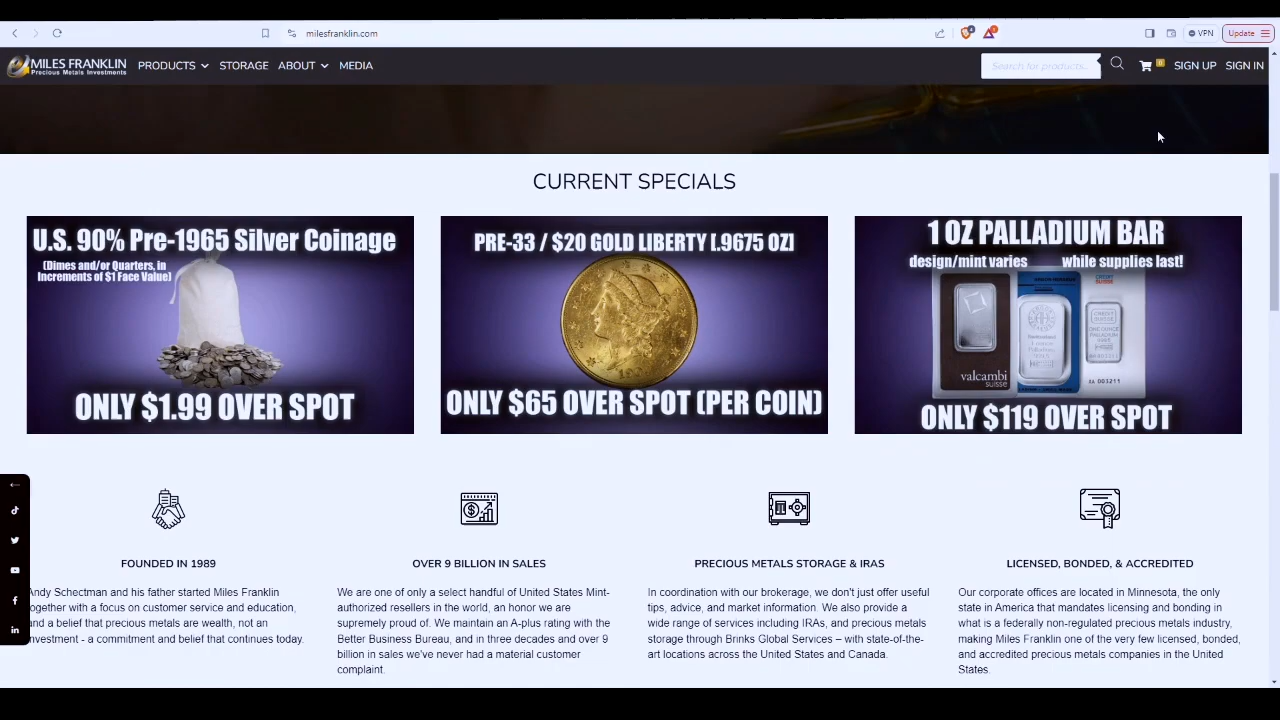 milesfranklin.com
VPN
Update
MILES FRANKLIN
Precious Metals Investments
PRODUCTS
STORAGE
ABOUT
MEDIA
Search for products...
0
SIGN UP
SIGN IN
CURRENT SPECIALS
U.S. 90% Pre-1965 Silver Coinage
(Dimes and/or Quarters, in
Increments of $1 Face Value)
ONLY $1.99 OVER SPOT
PRE-33 / $20 GOLD LIBERTY [.9675 OZ]
ONLY $65 OVER SPOT (PER COIN)
1 OZ PALLADIUM BAR
design/mint varies while supplies last!
valcambi
suisse
ONLY $119 OVER SPOT
FOUNDED IN 1989
Andy Schectman and his father started Miles Franklin
together with a focus on customer service and education,
and a belief that precious metals are wealth, not an
investment - a commitment and belief that continues today.
OVER 9 BILLION IN SALES
We are one of only a select handful of United States Mint-
authorized resellers in the world, an honor we are
supremely proud of. We maintain an A-plus rating with the
Better Business Bureau, and in three decades and over 9
billion in sales we've never had a material customer
complaint.
PRECIOUS METALS STORAGE & IRAS
In coordination with our brokerage, we don't just offer useful
tips, advice, and market information. We also provide a
wide range of services including IRAs, and precious metals
storage through Brinks Global Services – with state-of-the-
art locations across the United States and Canada.
LICENSED, BONDED, & ACCREDITED
Our corporate offices are located in Minnesota, the only
state in America that mandates licensing and bonding in
what is a federally non-regulated precious metals industry,
making Miles Franklin one of the very few licensed, bonded,
and accredited precious metals companies in the United
States.